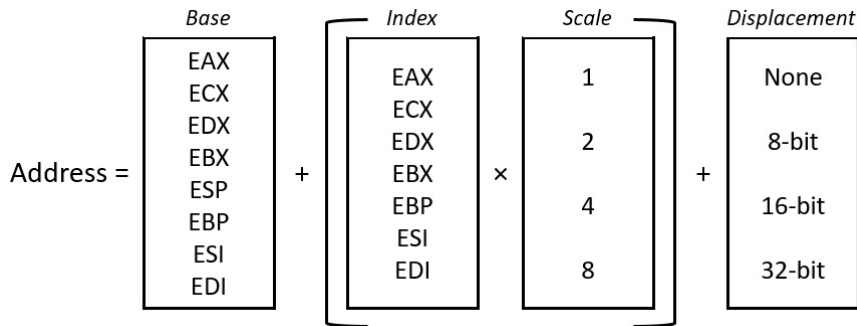 Base Index Scale Displacement
Address =
EAX
ECX
EDX
EBX
ESP
EBP
ESI
EDI
+
EAX
ECX
EDX
EBX
EBP
ESI
EDI
×
1
2
4
8
+
None
8-bit
16-bit
32-bit